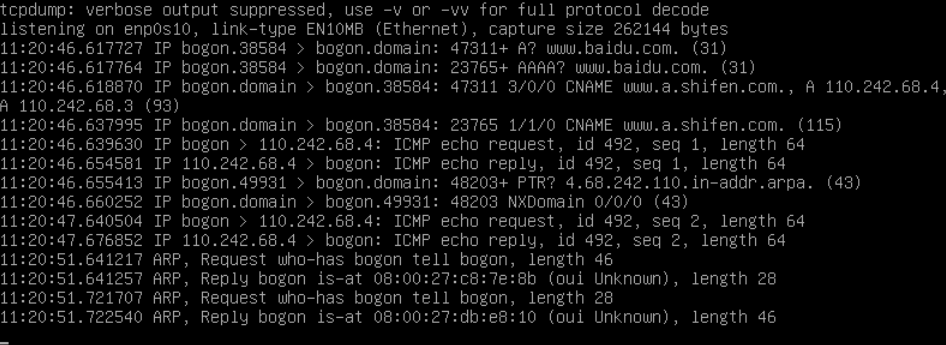 tcpdump: verbose output suppressed, use -v or -vv for full protocol decode
listening on enp0s10, link-type EN10MB (Ethernet), capture size 262144 bytes
11:20:46.617727 IP bogon.38584 > bogon.domain: 47311+ A? www.baidu.com. (31)
11:20:46.617764 IP bogon.38584 > bogon.domain: 23765+ AAAA? www.baidu.com. (31)
11:20:46.618870 IP bogon.domain > bogon.38584: 47311 3/0/0 CNAME www.a.shifen.com., A 110.242.68.4,
A 110.242.68.3 (93)
11:20:46.637995 IP bogon.domain > bogon.38584: 23765 1/1/0 CNAME www.a.shifen.com. (115)
11:20:46.639630 IP bogon > 110.242.68.4: ICMP echo request, id 492, seq 1, length 64
11:20:46.654581 IP 110.242.68.4 > bogon: ICMP echo reply, id 492, seq 1, length 64
11:20:46.655413 IP bogon.49931 > bogon.domain: 48203+ PTR? 4.68.242.110.in-addr.arpa. (43)
11:20:46.660252 IP bogon.domain > bogon.49931: 48203 NXDomain 0/0/0 (43)
11:20:47.640504 IP bogon > 110.242.68.4: ICMP echo request, id 492, seq 2, length 64
11:20:47.676852 IP 110.242.68.4 > bogon: ICMP echo reply, id 492, seq 2, length 64
11:20:51.641217 ARP, Request who-has bogon tell bogon, length 46
11:20:51.641257 ARP, Reply bogon is-at 08:00:27:c8:7e:8b (oui Unknown), length 28
11:20:51.721707 ARP, Request who-has bogon tell bogon, length 28
11:20:51.722540 ARP, Reply bogon is-at 08:00:27:db:e8:10 (oui Unknown), length 46